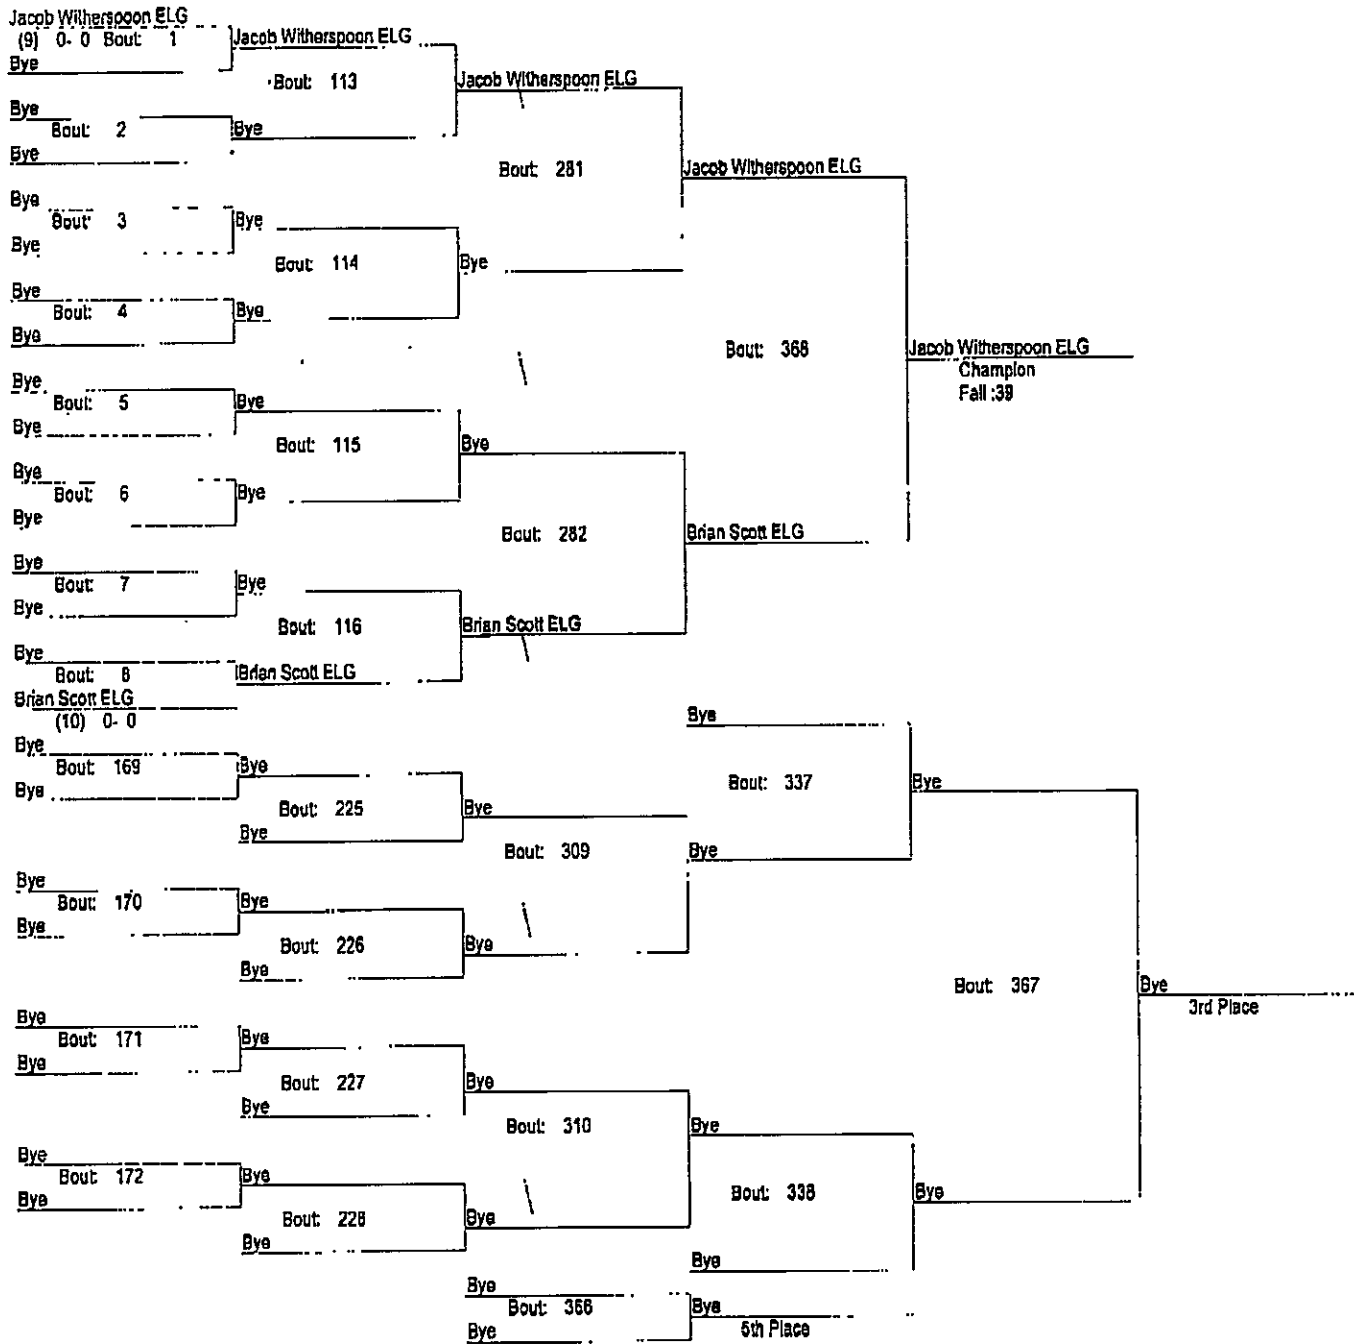 Jacob Witherspoon ELG
(9) 0- 0 Bout: 1
Bye
Jacob Witherspoon ELG
Bout: 113
Jacob Witherspoon ELG
Bye
Bout: 2
Bye
Bye
Bout: 281
Jacob Witherspoon ELG
Bye
Bout: 3
Bye
Bye
Bout: 114
Bye
Bye
Bout: 4
Bye
Bye
Bout: 368
Jacob Witherspoon ELG
Champion
Fall :39
Bye
Bout: 5
Bye
Bye
Bout: 115
Bye
Bye
Bout: 6
Bye
Bye
Bout: 282
Brian Scott ELG
Bye
Bout: 7
Bye
Bye
Bout: 116
Brian Scott ELG
Bye
Bout: 8
Brian Scott ELG
Brian Scott ELG
(10) 0- 0
Bye
Bye
Bout: 169
Bye
Bye
Bout: 225
Bye
Bout: 337
Bye
Bye
Bout: 309
Bye
Bye
Bout: 170
Bye
Bye
Bout: 226
Bye
Bye
Bout: 367
Bye
3rd Place
Bye
Bout: 171
Bye
Bye
Bout: 227
Bye
Bye
Bout: 310
Bye
Bye
Bout: 172
Bye
Bye
Bout: 338
Bye
Bout: 228
Bye
Bye
Bye
Bye
Bout: 366
Bye
Bye
5th Place